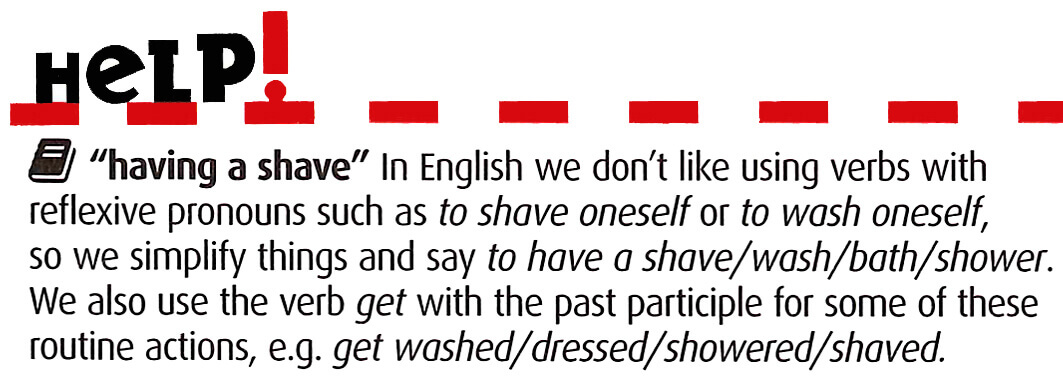 HeLP!
"having a shave" In English we don't like using verbs with
reflexive pronouns such as to shave oneself or to wash oneself,
so we simplify things and say to have a shave/wash/bath/shower.
We also use the verb get with the past participle for some of these
routine actions, e.g. get washed/dressed/showered/shaved.